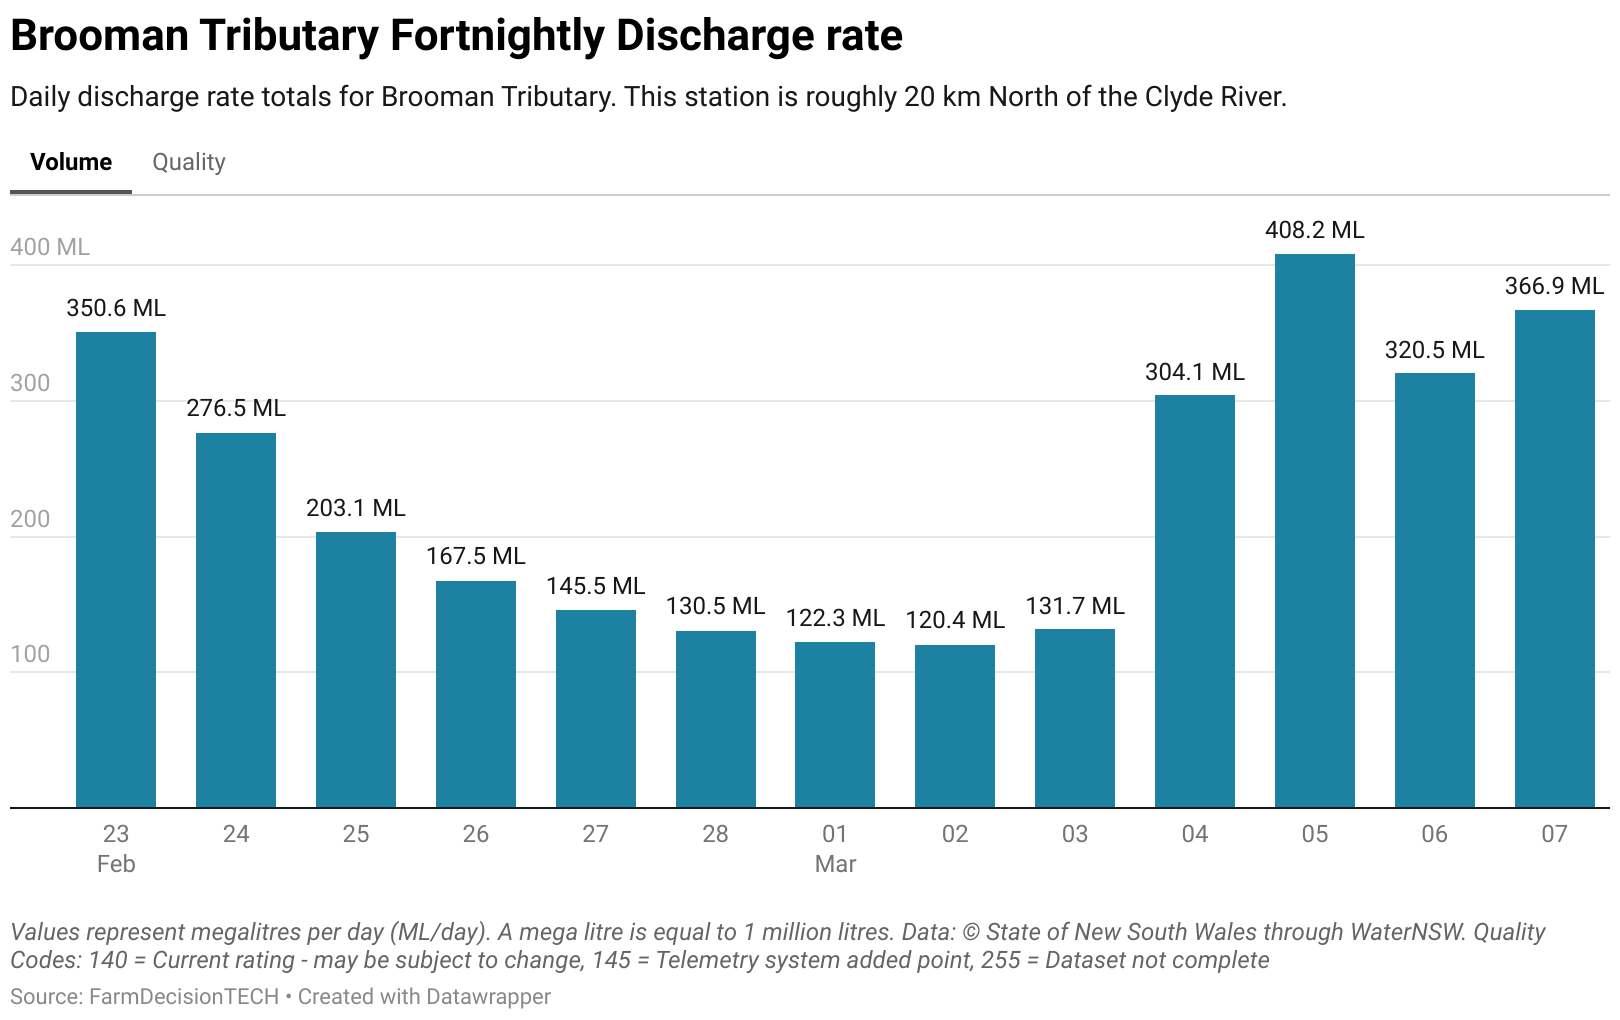 Brooman Tributary Fortnightly Discharge rate
Daily discharge rate totals for Brooman Tributary. This station is roughly 20 km North of the Clyde River.
Volume Quality
400 ML
300
200
100
350.6 ML
276.5 ML
203.1 ML
167.5 ML
145.5 ML
130.5 ML
122.3 ML
120.4 ML
131.7 ML
304.1 ML
408.2 ML
320.5 ML
366.9 ML
23 24 25 26 27 28 01 02 03 04 05 06 07
Feb Mar
Values represent megalitres per day (ML/day). A mega litre is equal to 1 million litres. Data: © State of New South Wales through WaterNSW. Quality
Codes: 140 = Current rating - may be subject to change, 145 = Telemetry system added point, 255 = Dataset not complete
Source: FarmDecisionTECH • Created with Datawrapper